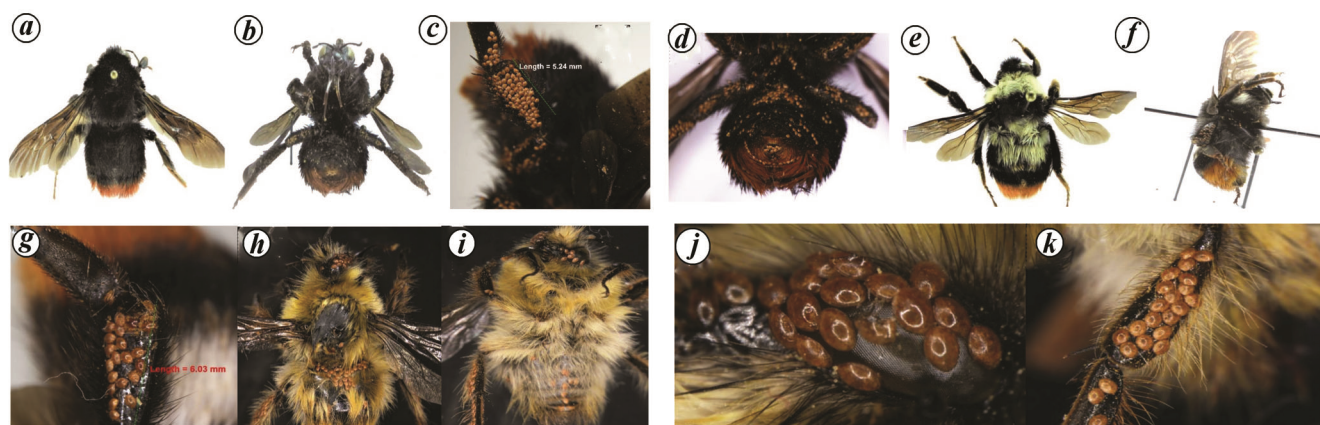 a
b
c
Length = 5.24 mm
d
e
f
g
Length = 6.03 mm
h
i
j
k